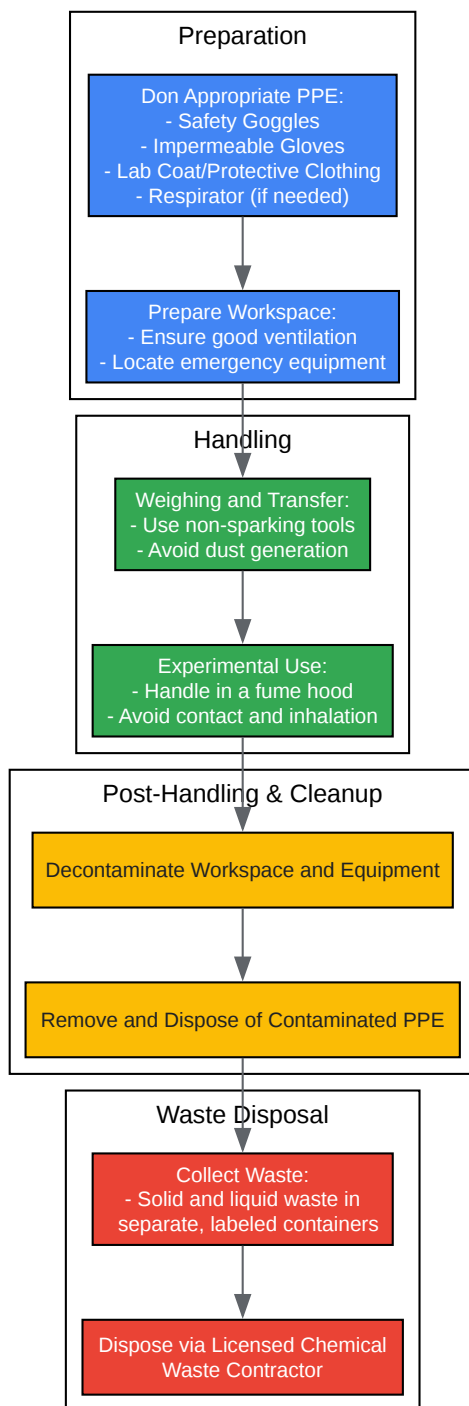 Preparation
Don Appropriate PPE:
- Safety Goggles
- Impermeable Gloves
- Lab Coat/Protective Clothing
- Respirator (if needed)
Prepare Workspace:
- Ensure good ventilation
- Locate emergency equipment
Handling
Weighing and Transfer:
- Use non-sparking tools
- Avoid dust generation
Experimental Use:
- Handle in a fume hood
- Avoid contact and inhalation
Post-Handling & Cleanup
Decontaminate Workspace and Equipment
Remove and Dispose of Contaminated PPE
Waste Disposal
Collect Waste:
- Solid and liquid waste in
separate, labeled containers
Dispose via Licensed Chemical
Waste Contractor